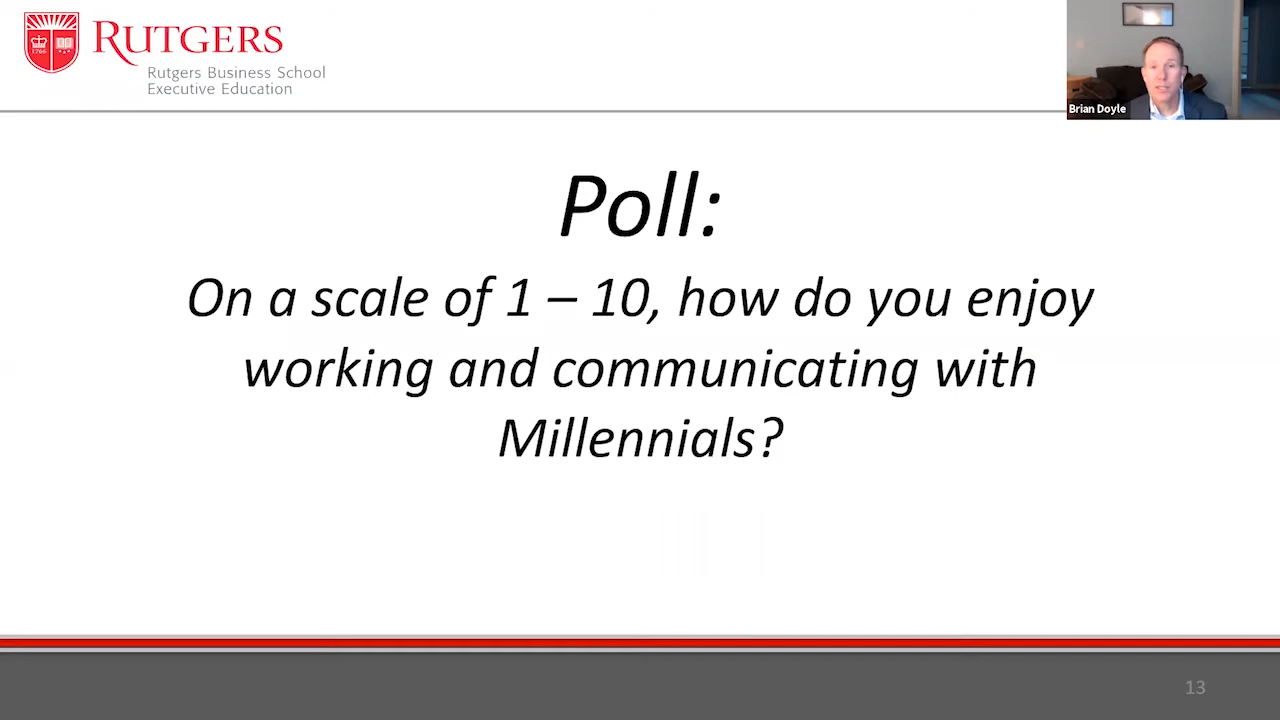 RUTGERS
Rutgers Business School
Executive Education
1766
Brian Doyle
Poll:
On a scale of 1 – 10, how do you enjoy
working and communicating with
Millennials?
13